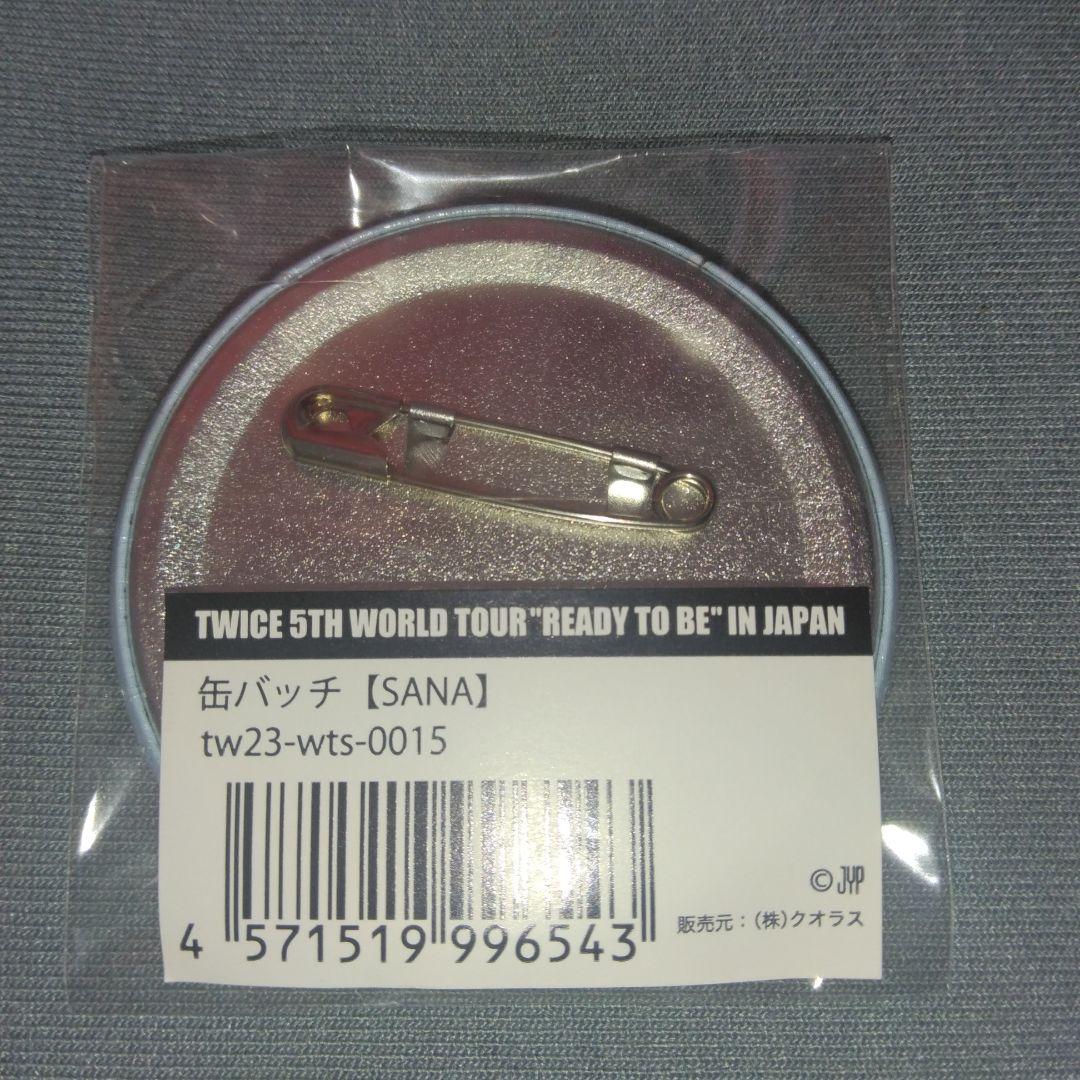 TWICE 5TH WORLD TOUR "READY TO BE" IN JAPAN
缶バッチ【SANA】
tw23-wts-0015
© JYP
4 571519 996543
販売元：(株)クオラス